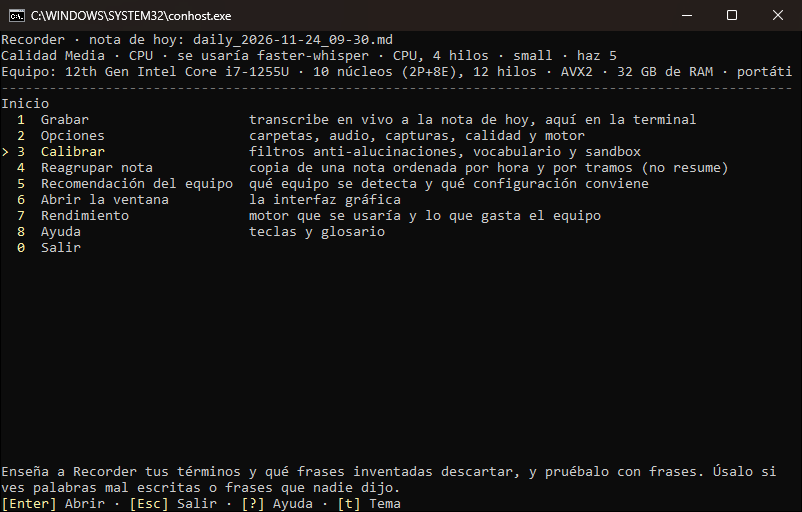 C:\WINDOWS\SYSTEM32\conhost.exe
Recorder · nota de hoy: daily_2026-11-24_09-30.md
Calidad Media · CPU · se usaría faster-whisper · CPU, 4 hilos · small · haz 5
Equipo: 12th Gen Intel Core i7-1255U · 10 núcleos (2P+8E), 12 hilos · AVX2 · 32 GB de RAM · portáti
---------------------------------------------------------------------------------------------------
Inicio
1 Grabar transcribe en vivo a la nota de hoy, aquí en la terminal
2 Opciones carpetas, audio, capturas, calidad y motor
> 3 Calibrar filtros anti-alucinaciones, vocabulario y sandbox
4 Reagrupar nota copia de una nota ordenada por hora y por tramos (no resume)
5 Recomendación del equipo qué equipo se detecta y qué configuración conviene
6 Abrir la ventana la interfaz gráfica
7 Rendimiento motor que se usaría y lo que gasta el equipo
8 Ayuda teclas y glosario
0 Salir
Enseña a Recorder tus términos y qué frases inventadas descartar, y pruébalo con frases. Úsalo si
ves palabras mal escritas o frases que nadie dijo.
[Enter] Abrir · [Esc] Salir · [?] Ayuda · [t] Tema